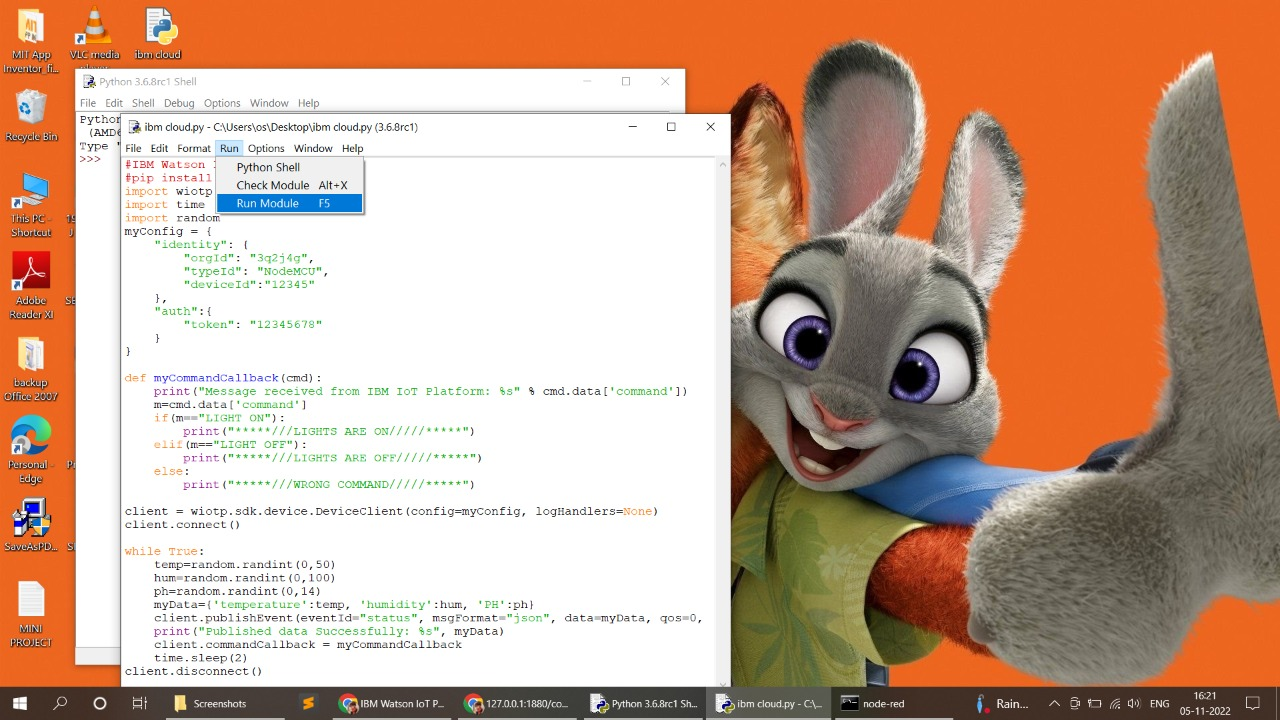 MIT App
Inventor_fi...
VLC media
player
ibm cloud
Recycle Bin
This PC -
Shortcut
Adobe
Reader XI
backup
Office 2007
Personal -
Edge
SaveAsPD...
MINI
PROJECT
Python 3.6.8rc1 Shell
File Edit Shell Debug Options Window Help
Python
(AMD6
Type "
>>>
ibm cloud.py - C:\Users\os\Desktop\ibm cloud.py (3.6.8rc1)
File Edit Format Run Options Window Help
Python Shell
Check Module Alt+X
Run Module F5
#IBM Watson
#pip install
import wiotp
import time
import random
myConfig = {
    "identity": {
        "orgId": "3q2j4g",
        "typeId": "NodeMCU",
        "deviceId":"12345"
    },
    "auth":{
        "token": "12345678"
    }
}
def myCommandCallback(cmd):
    print("Message received from IBM IoT Platform: %s" % cmd.data['command'])
    m=cmd.data['command']
    if(m=="LIGHT ON"):
        print("*****///LIGHTS ARE ON/////*****")
    elif(m=="LIGHT OFF"):
        print("*****///LIGHTS ARE OFF/////*****")
    else:
        print("*****///WRONG COMMAND/////*****")
client = wiotp.sdk.device.DeviceClient(config=myConfig, logHandlers=None)
client.connect()
while True:
    temp=random.randint(0,50)
    hum=random.randint(0,100)
    ph=random.randint(0,14)
    myData={'temperature':temp, 'humidity':hum, 'PH':ph}
    client.publishEvent(eventId="status", msgFormat="json", data=myData, qos=0,
    print("Published data Successfully: %s", myData)
    client.commandCallback = myCommandCallback
    time.sleep(2)
client.disconnect()
Screenshots
IBM Watson IoT P...
127.0.0.1:1880/co...
Python 3.6.8rc1 Sh...
ibm cloud.py - C:\...
node-red
Rain...
ENG
16:21
05-11-2022